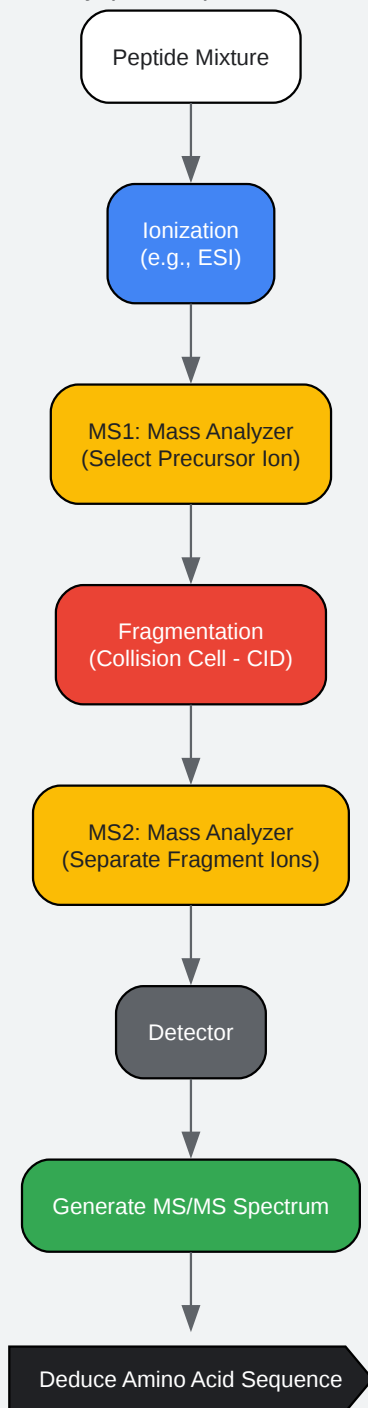 Peptide Mixture
Ionization
(e.g., ESI)
MS1: Mass Analyzer
(Select Precursor Ion)
Fragmentation
(Collision Cell - CID)
MS2: Mass Analyzer
(Separate Fragment Ions)
Detector
Generate MS/MS Spectrum
Deduce Amino Acid Sequence